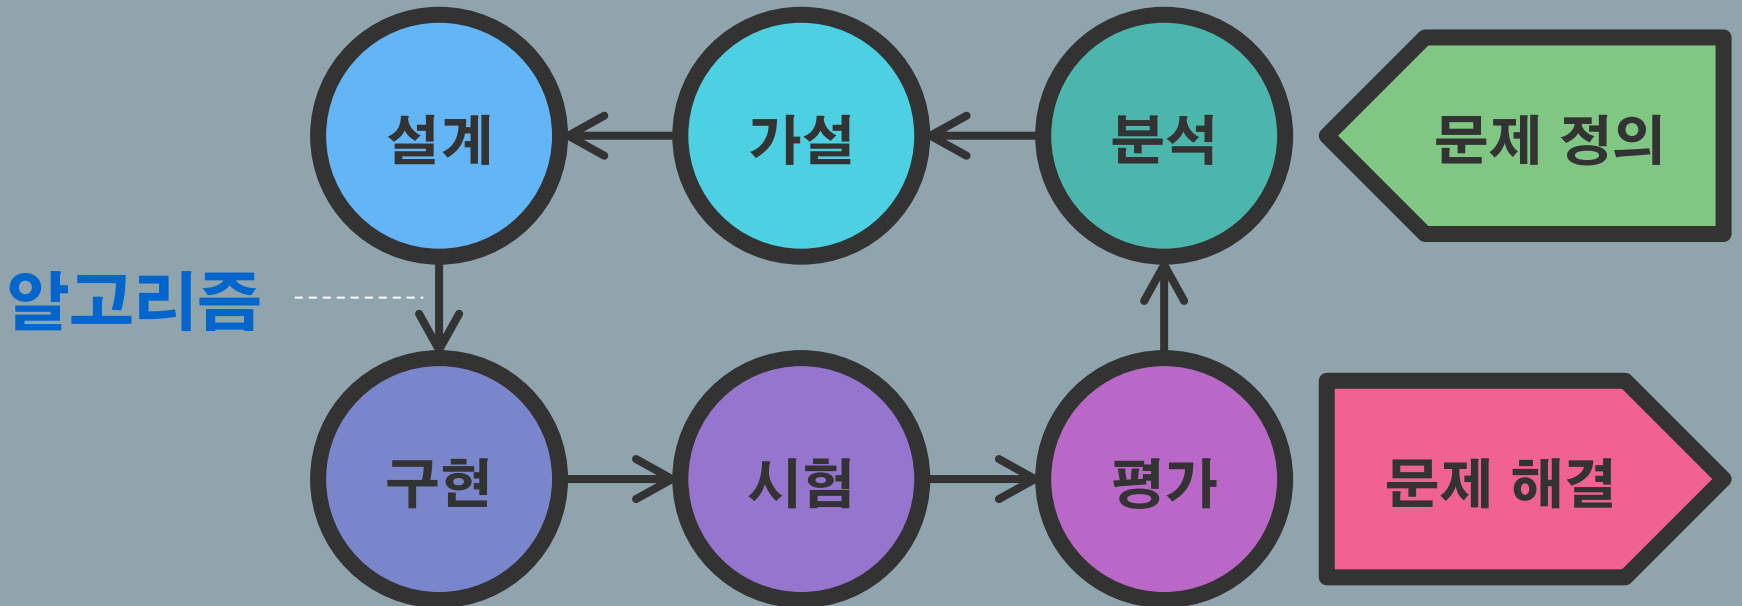 설계
가설
분석
문제 정의
알고리즘
구현
시험
평가
문제 해결